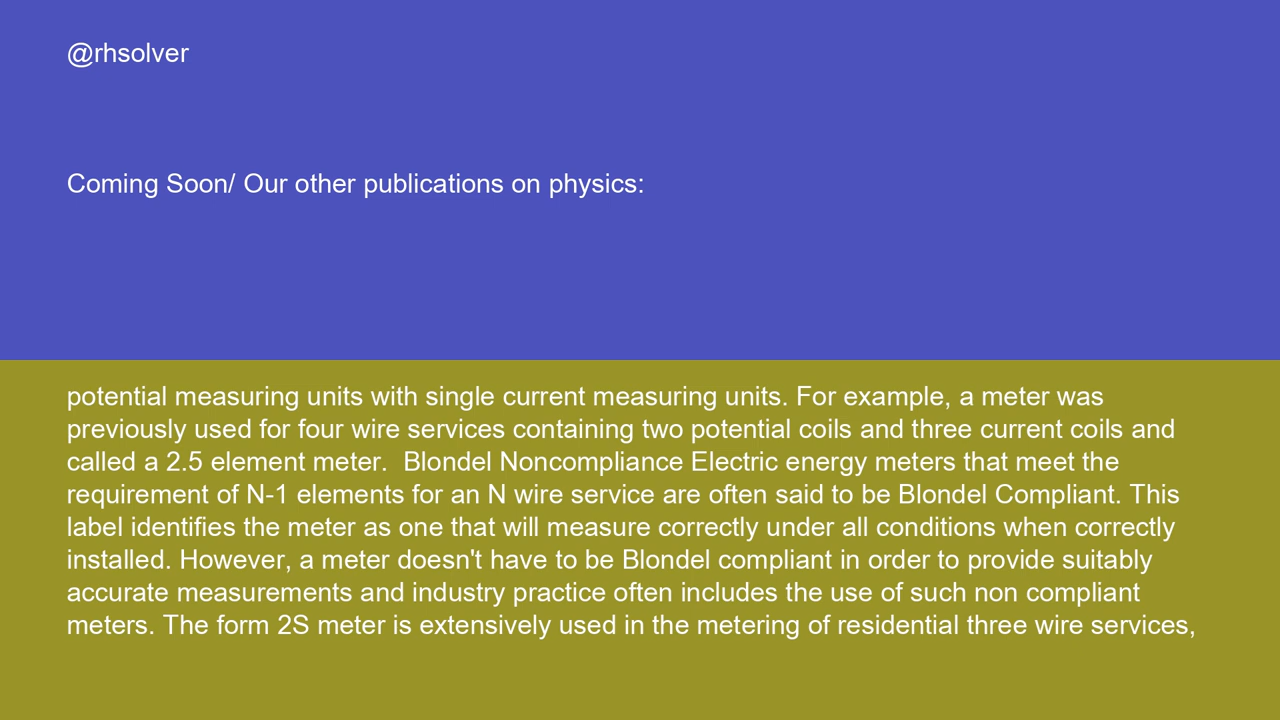 @rhsolver
Coming Soon/ Our other publications on physics:
potential measuring units with single current measuring units. For example, a meter was
previously used for four wire services containing two potential coils and three current coils and
called a 2.5 element meter.  Blondel Noncompliance Electric energy meters that meet the
requirement of N-1 elements for an N wire service are often said to be Blondel Compliant. This
label identifies the meter as one that will measure correctly under all conditions when correctly
installed. However, a meter doesn't have to be Blondel compliant in order to provide suitably
accurate measurements and industry practice often includes the use of such non compliant
meters. The form 2S meter is extensively used in the metering of residential three wire services,